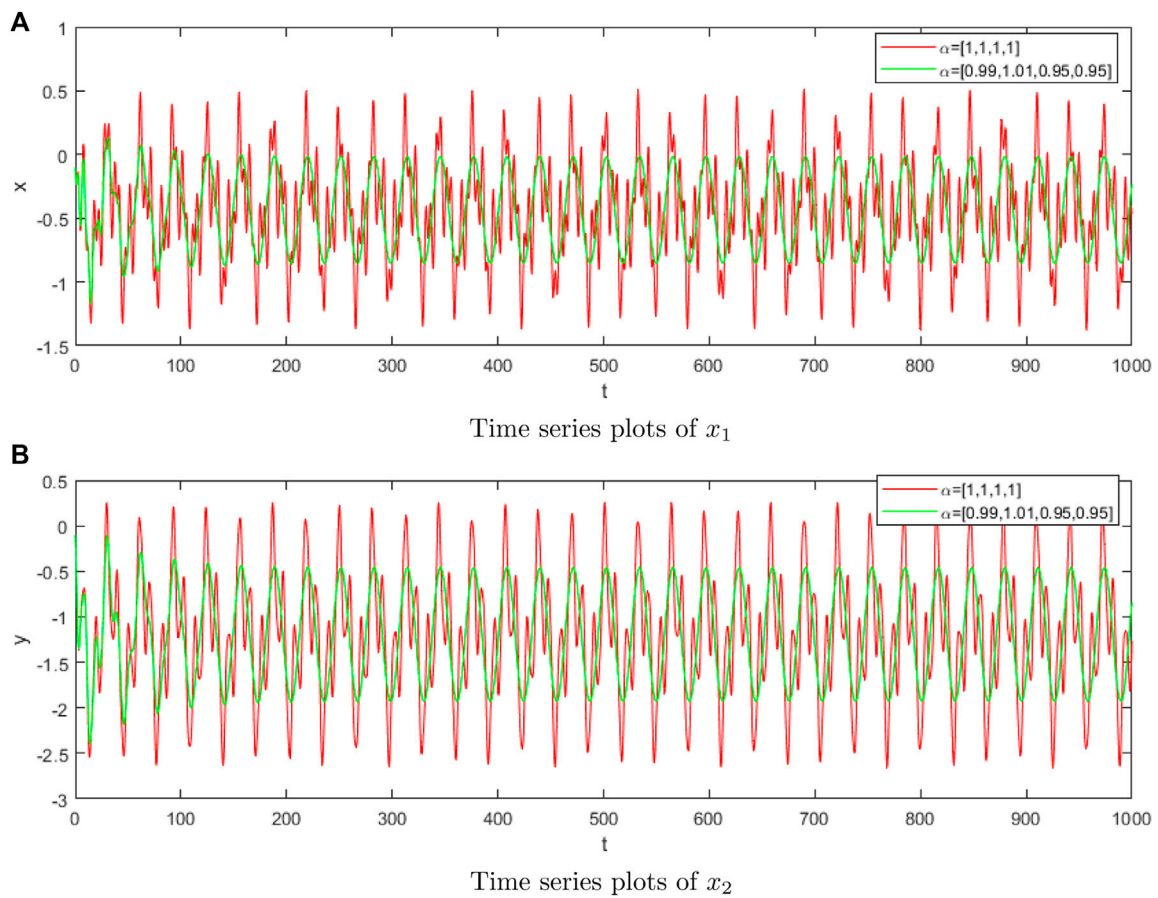 A
1
0.5
0
-0.5
-1
-1.5
x
α=[1,1,1,1]
α=[0.99,1.01,0.95,0.95]
0 100 200 300 400 500 600 700 800 900 1000
t
Time series plots of x₁
B
0.5
0
-0.5
-1
-1.5
-2
-2.5
-3
y
α=[1,1,1,1]
α=[0.99,1.01,0.95,0.95]
0 100 200 300 400 500 600 700 800 900 1000
t
Time series plots of x₂